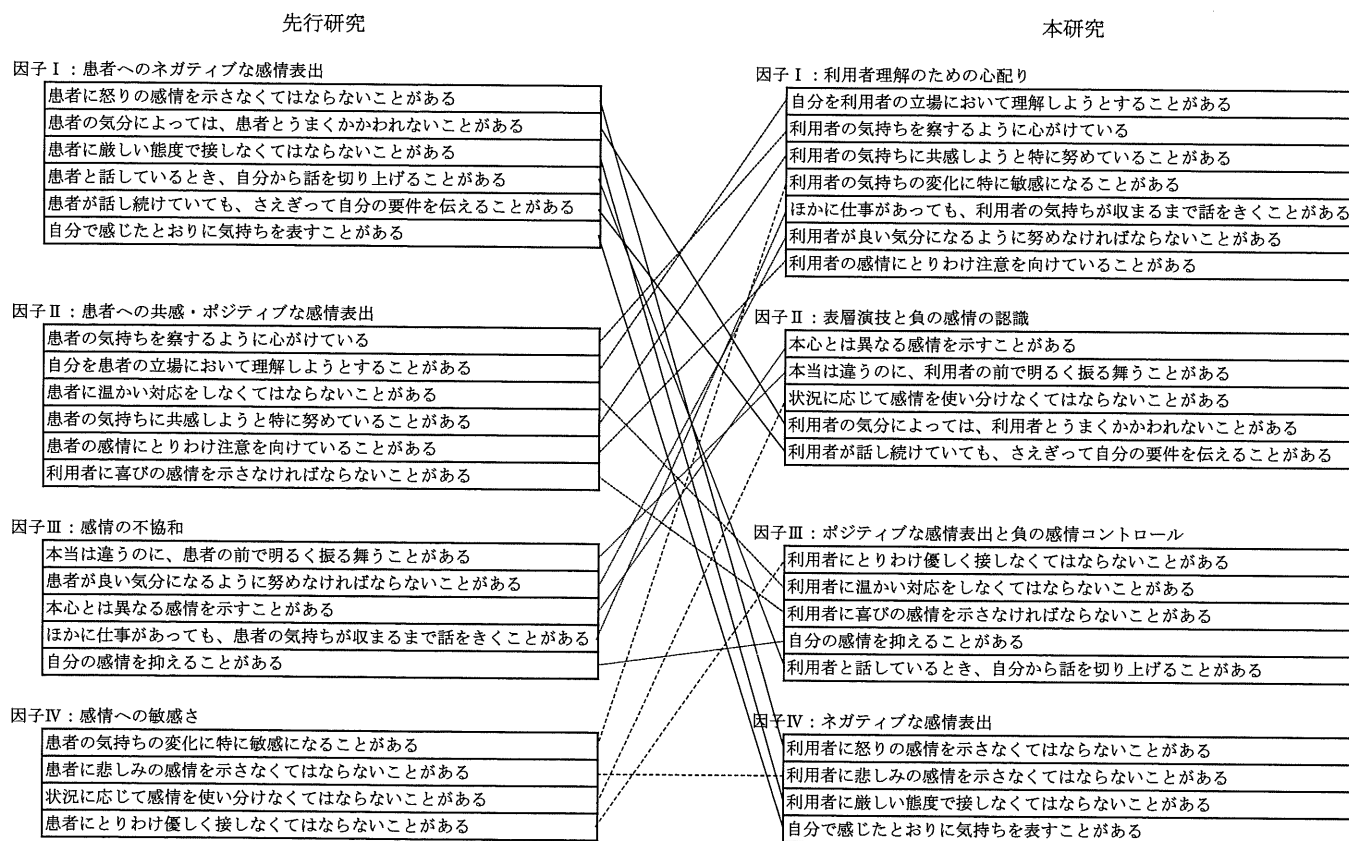 先行研究
因子Ⅰ：患者へのネガティブな感情表出
患者に怒りの感情を示さなくてはならないことがある
患者の気分によっては、患者とうまくかかわれないことがある
患者に厳しい態度で接しなくてはならないことがある
患者と話しているとき、自分から話を切り上げることがある
患者が話し続けていても、さえぎって自分の要件を伝えることがある
自分で感じたとおりに気持ちを表すことがある
因子Ⅱ：患者への共感・ポジティブな感情表出
患者の気持ちを察するように心がけている
自分を患者の立場において理解しようとすることがある
患者に温かい対応をしなくてはならないことがある
患者の気持ちに共感しようと特に努めていることがある
患者の感情にとりわけ注意を向けていることがある
利用者に喜びの感情を示さなければならないことがある
因子Ⅲ：感情の不協和
本当は違うのに、患者の前で明るく振る舞うことがある
患者が良い気分になるように努めなければならないことがある
本心とは異なる感情を示すことがある
ほかに仕事があっても、患者の気持ちが収まるまで話をきくことがある
自分の感情を抑えることがある
因子Ⅳ：感情への敏感さ
患者の気持ちの変化に特に敏感になることがある
患者に悲しみの感情を示さなくてはならないことがある
状況に応じて感情を使い分けなくてはならないことがある
患者にとりわけ優しく接しなくてはならないことがある
本研究
因子Ⅰ：利用者理解のための心配り
自分を利用者の立場において理解しようとすることがある
利用者の気持ちを察するように心がけている
利用者の気持ちに共感しようと特に努めていることがある
利用者の気持ちの変化に特に敏感になることがある
ほかに仕事があっても、利用者の気持ちが収まるまで話をきくことがある
利用者が良い気分になるように努めなければならないことがある
利用者の感情にとりわけ注意を向けていることがある
因子Ⅱ：表層演技と負の感情の認識
本心とは異なる感情を示すことがある
本当は違うのに、利用者の前で明るく振る舞うことがある
状況に応じて感情を使い分けなくてはならないことがある
利用者の気分によっては、利用者とうまくかかわれないことがある
利用者が話し続けていても、さえぎって自分の要件を伝えることがある
因子Ⅲ：ポジティブな感情表出と負の感情コントロール
利用者にとりわけ優しく接しなくてはならないことがある
利用者に温かい対応をしなくてはならないことがある
利用者に喜びの感情を示さなければならないことがある
自分の感情を抑えることがある
利用者と話しているとき、自分から話を切り上げることがある
因子Ⅳ：ネガティブな感情表出
利用者に怒りの感情を示さなくてはならないことがある
利用者に悲しみの感情を示さなくてはならないことがある
利用者に厳しい態度で接しなくてはならないことがある
自分で感じたとおりに気持ちを表すことがある